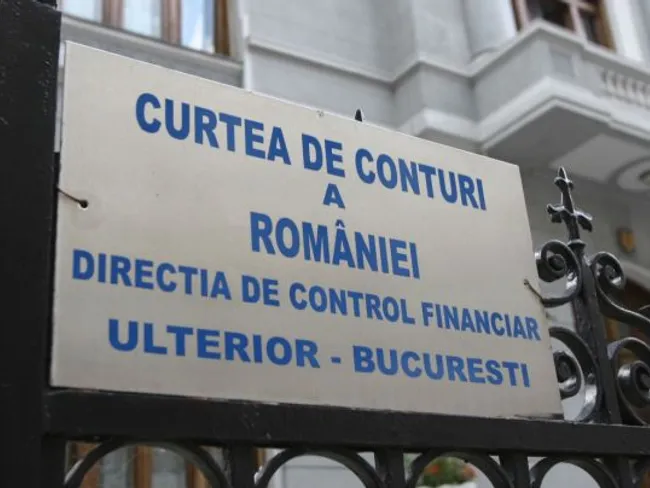 CURTEA DE CONTURI
A
ROMÂNIEI
DIRECTIA DE CONTROL FINANCIAR
ULTERIOR - BUCURESTI